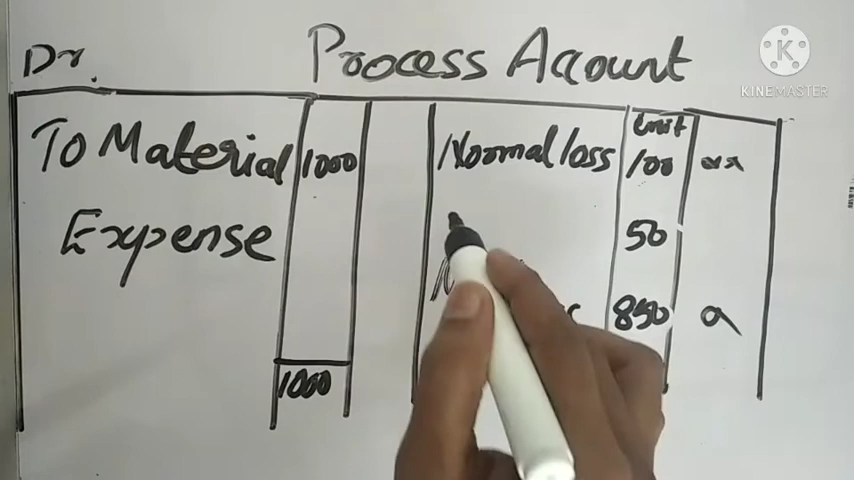 Dr. Process Account
KINEMASTER
Unit
To Material 1000 Normal loss 100
Expense 50
850
1000